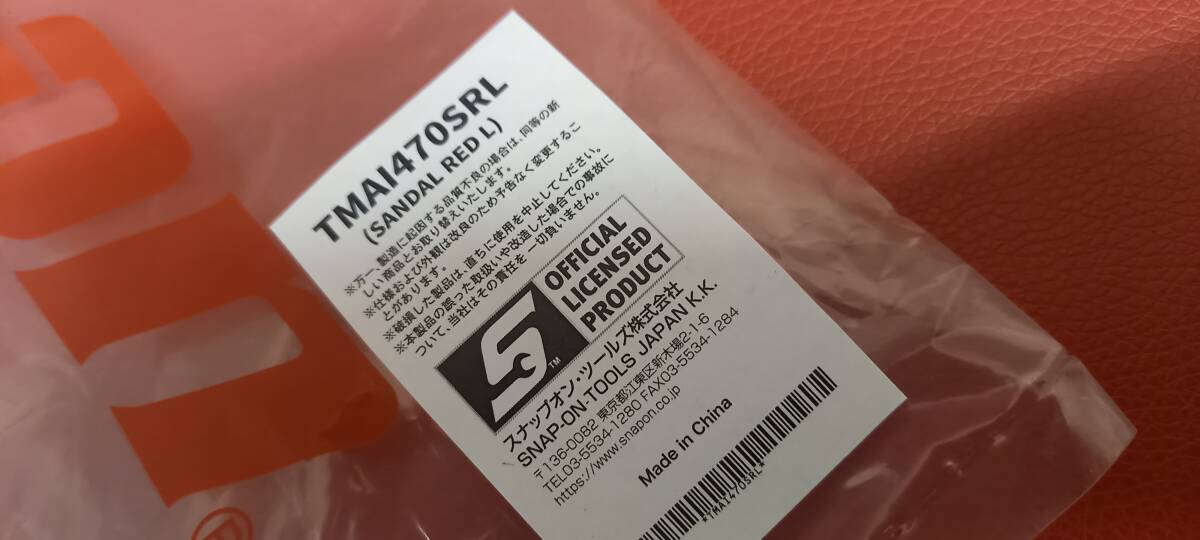 TMAI470SRL
(SANDAL RED L)
※万一、製造に起因する品質不良の場合は、同等の新
しい商品とお取り替えいたします。
※仕様および外観は改良のため予告なく変更するこ
とがあります。
※破損した製品は、直ちに使用を中止してください。
※本製品の誤った取扱いや改造した場合での事故に
ついて、当社はその責任を一切負いません。
OFFICIAL
LICENSED
PRODUCT
TM
スナップオン・ツールズ株式会社
SNAP-ON-TOOLS JAPAN K.K.
〒136-0082 東京都江東区新木場2-1-6
TEL03-5534-1280 FAX03-5534-1284
https://www.snapon.co.jp
Made in China
*TMAI470SRL*
®